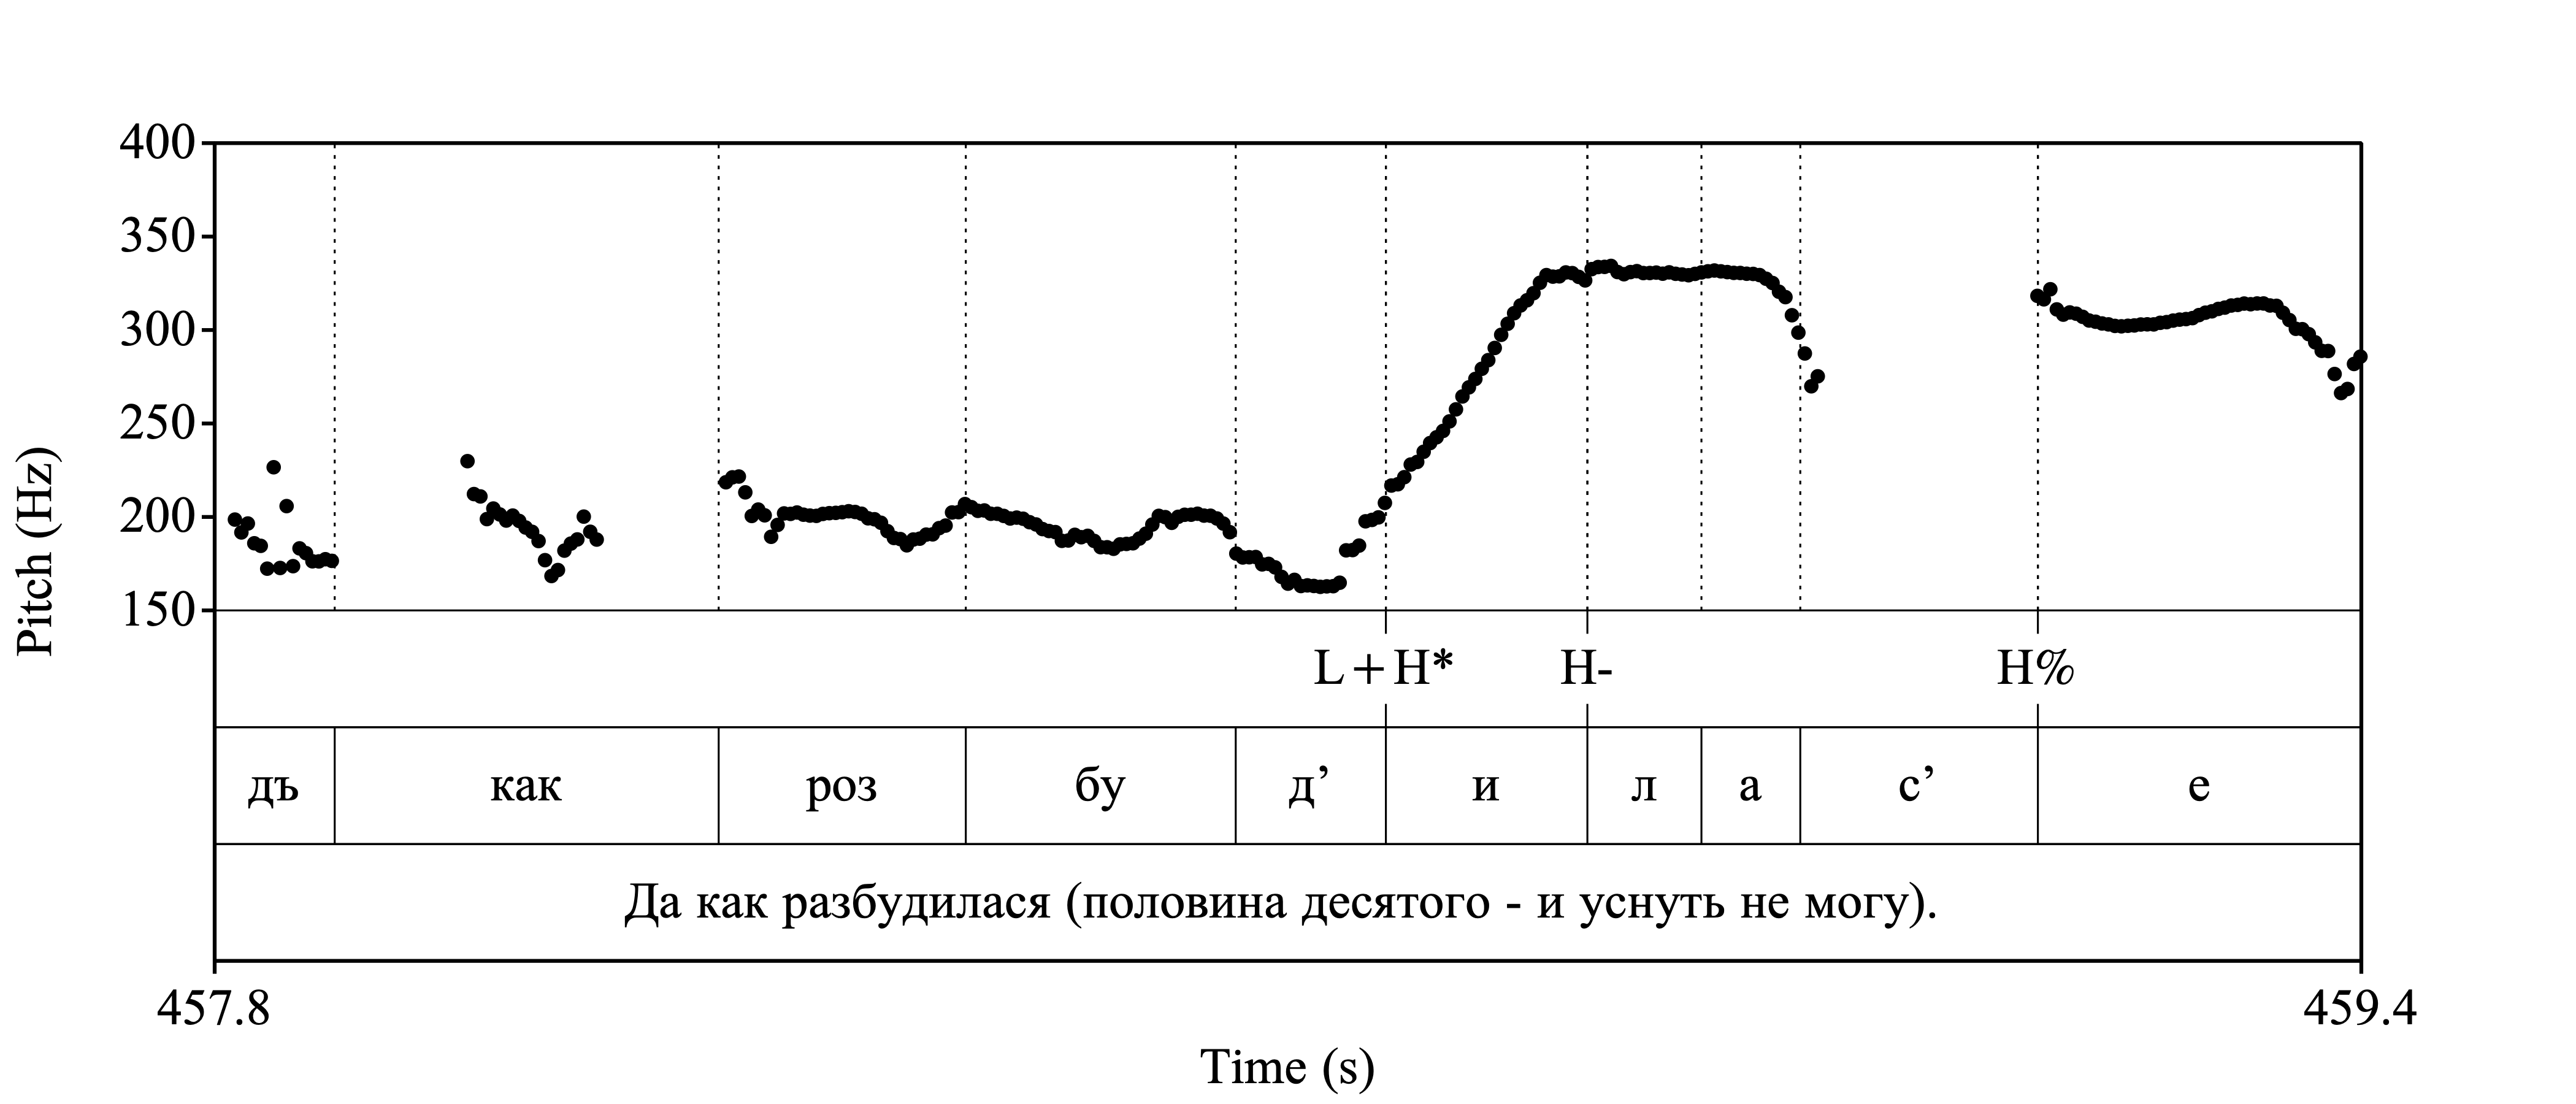 400
350
300
250
200
150
Pitch (Hz)
L+H* H- H%
дъ как роз бу д’ и л а с’ е
Да как разбудилася (половина десятого - и уснуть не могу).
457.8 459.4
Time (s)